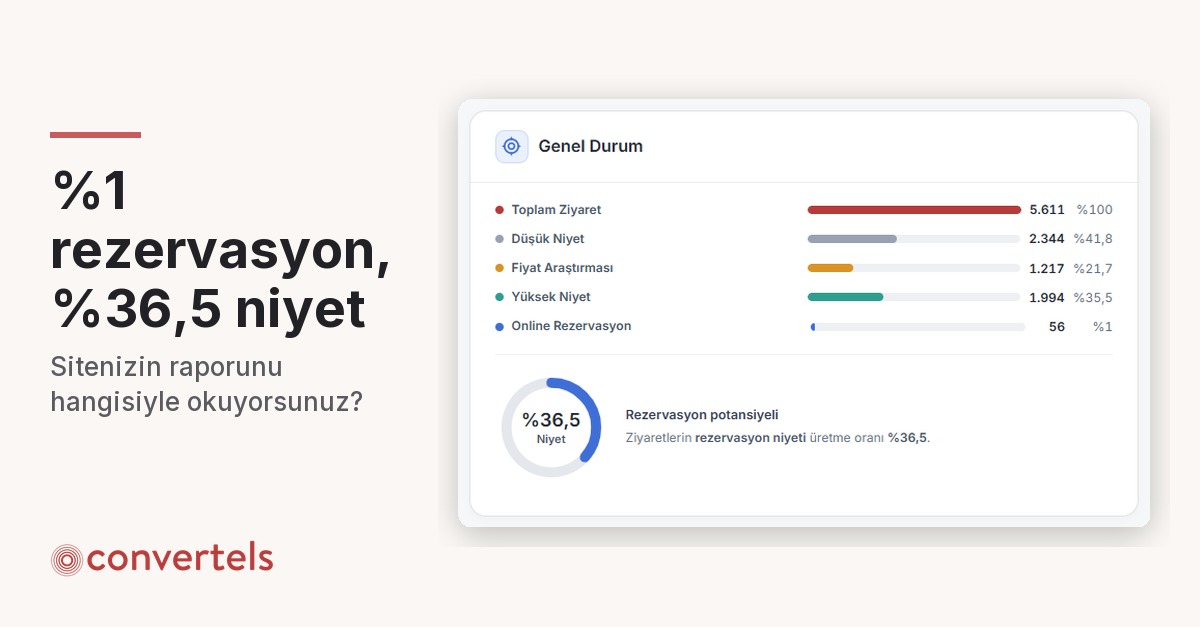 %1
rezervasyon,
%36,5 niyet
Sitenizin raporunu
hangisiyle okuyorsunuz?
convertels
Genel Durum
Toplam Ziyaret 5.611 %100
Düşük Niyet 2.344 %41,8
Fiyat Araştırması 1.217 %21,7
Yüksek Niyet 1.994 %35,5
Online Rezervasyon 56 %1
%36,5
Niyet
Rezervasyon potansiyeli
Ziyaretlerin rezervasyon niyeti üretme oranı %36,5.